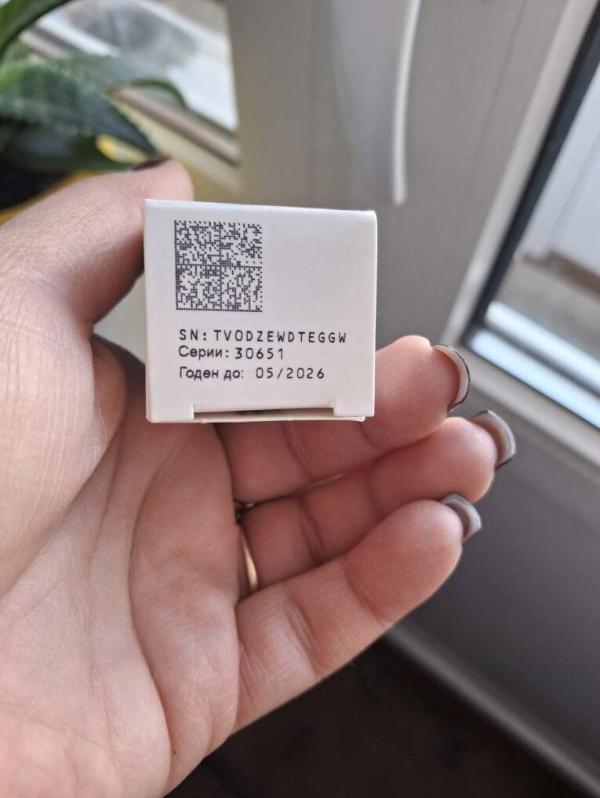 SN: TVODZEWDTEGGW
Серии: 30651
Годен до: 05/2026